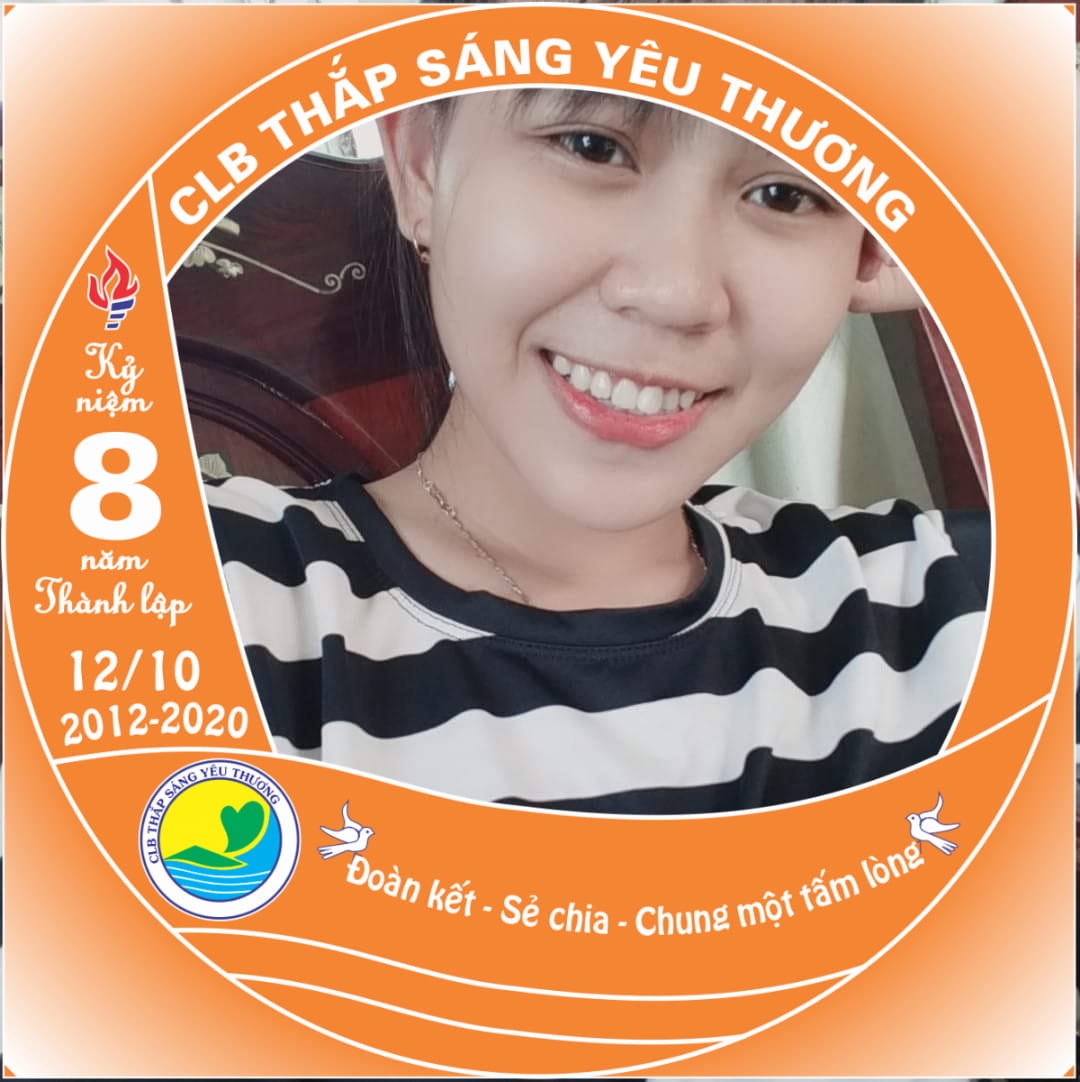 CLB THẮP SÁNG YÊU THƯƠNG
Kỷ
niệm
8
năm
Thành lập
12/10
2012-2020
CLB THẮP SÁNG YÊU THƯƠNG
Đoàn kết - Sẻ chia - Chung một tấm lòng